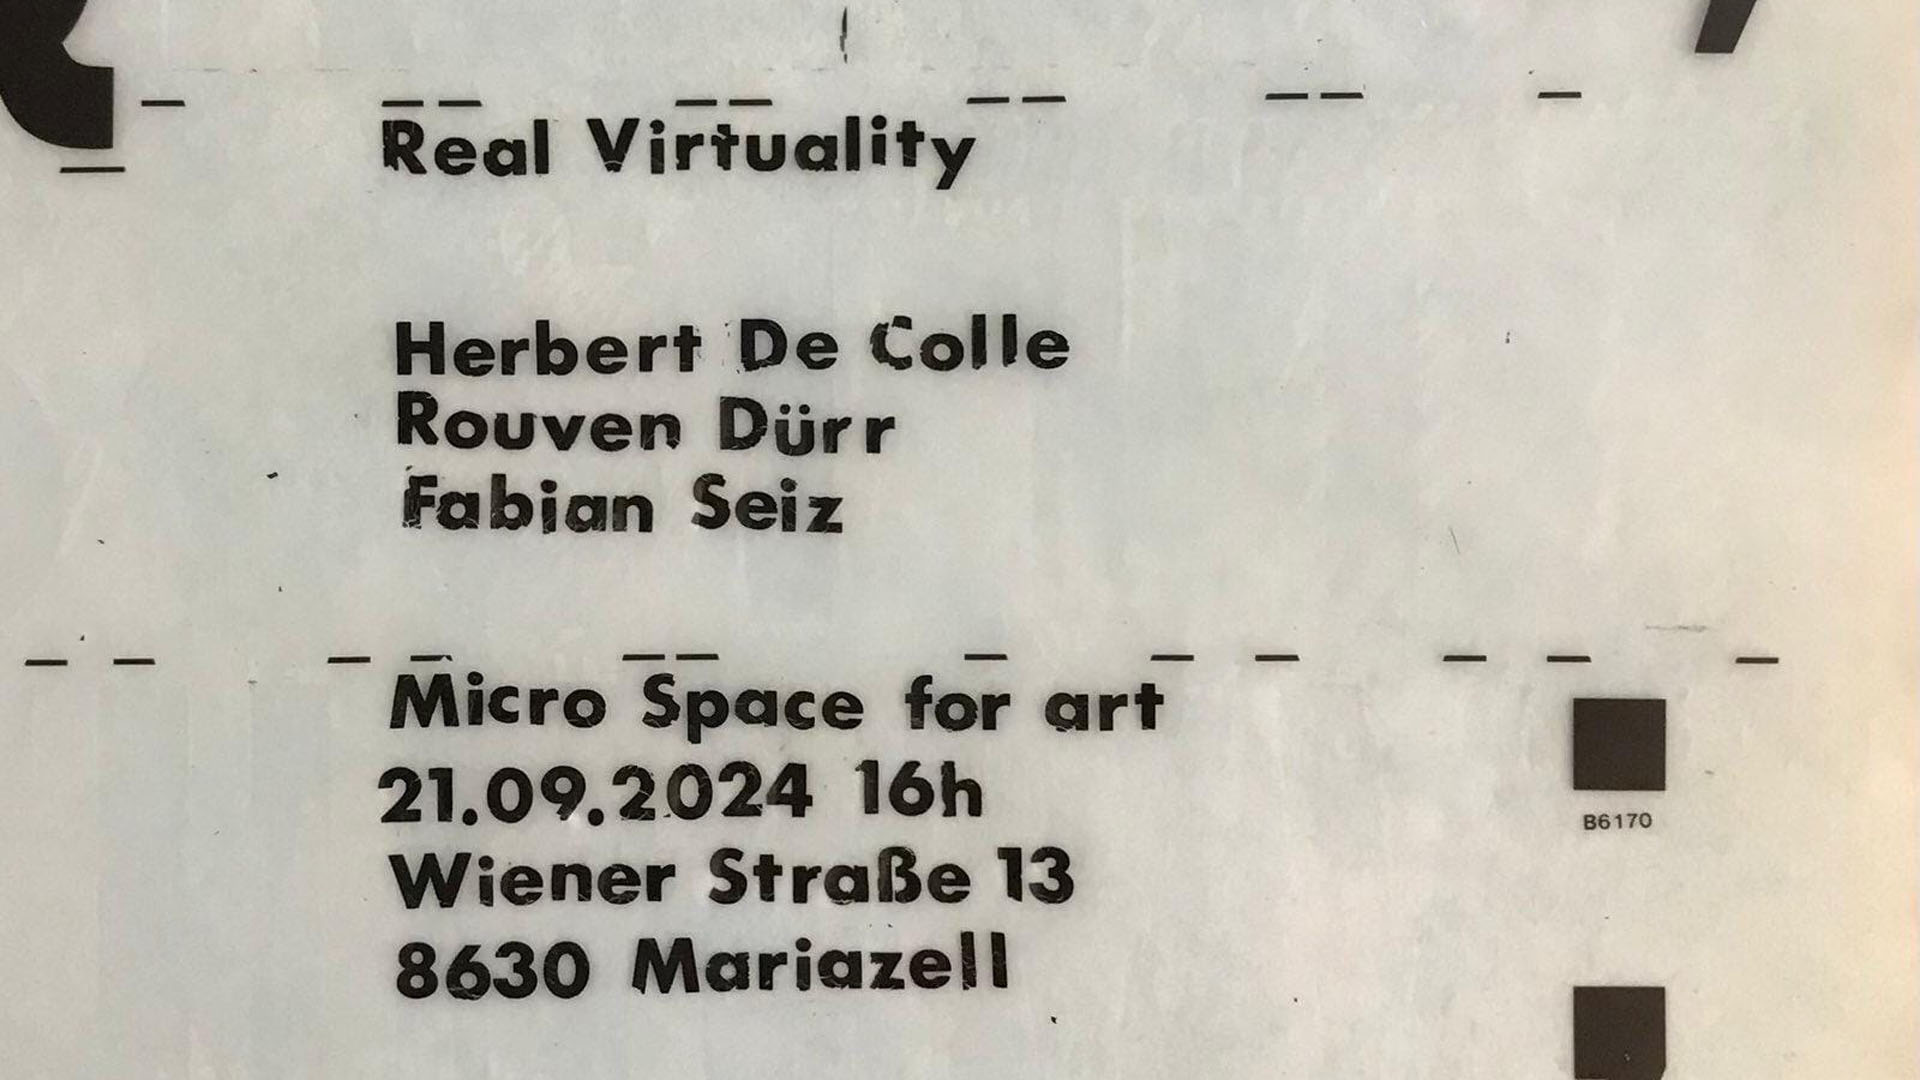 Real Virtuality
Herbert De Colle
Rouven Dürr
Fabian Seiz
Micro Space for art
21.09.2024 16h
Wiener Straße 13
8630 Mariazell
B6170